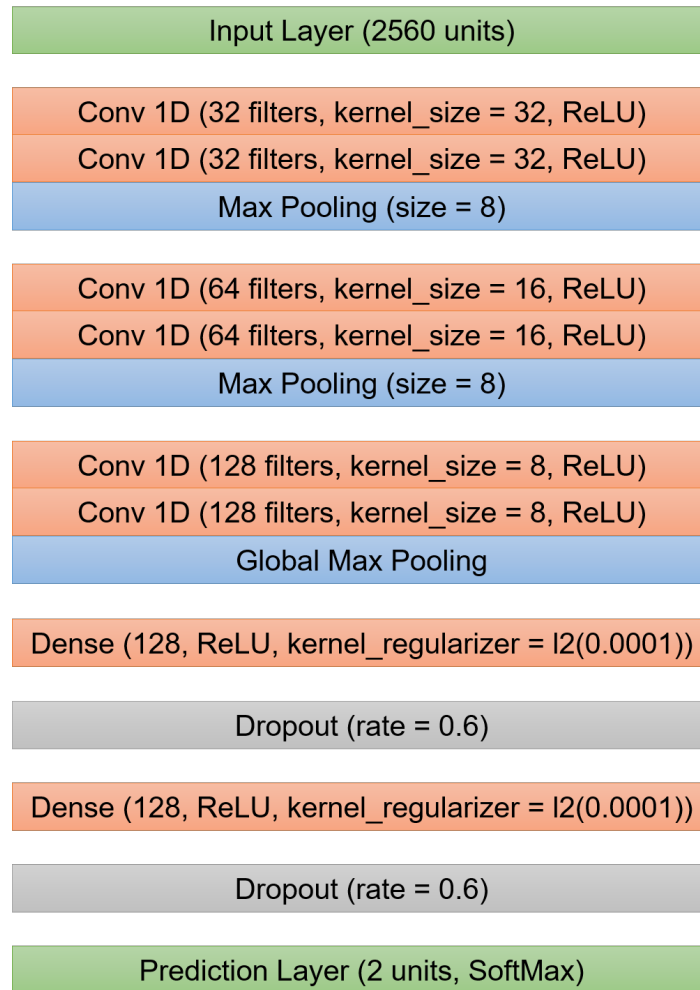 Input Layer (2560 units)
Conv 1D (32 filters, kernel_size = 32, ReLU)
Conv 1D (32 filters, kernel_size = 32, ReLU)
Max Pooling (size = 8)
Conv 1D (64 filters, kernel_size = 16, ReLU)
Conv 1D (64 filters, kernel_size = 16, ReLU)
Max Pooling (size = 8)
Conv 1D (128 filters, kernel_size = 8, ReLU)
Conv 1D (128 filters, kernel_size = 8, ReLU)
Global Max Pooling
Dense (128, ReLU, kernel_regularizer = l2(0.0001))
Dropout (rate = 0.6)
Dense (128, ReLU, kernel_regularizer = l2(0.0001))
Dropout (rate = 0.6)
Prediction Layer (2 units, SoftMax)